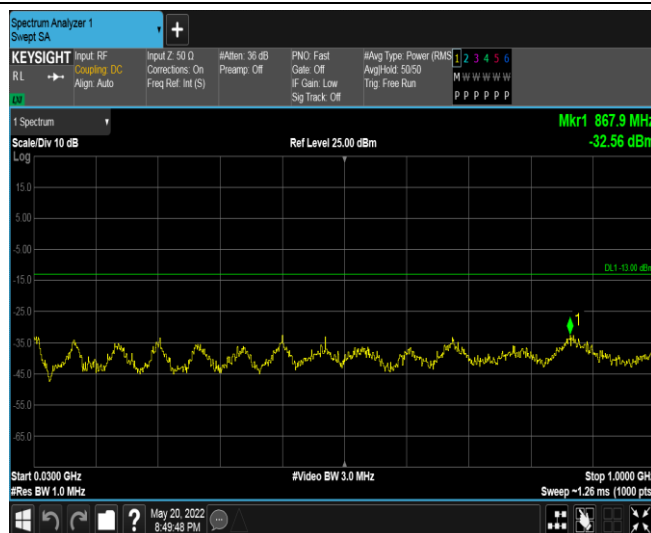 Spectrum Analyzer 1
Swept SA
KEYSIGHT
RL
LXI
Input: RF
Coupling: DC
Align: Auto
Input Z: 50 Ω
Corrections: On
Freq Ref: Int (S)
#Atten: 36 dB
Preamp: Off
PNO: Fast
Gate: Off
IF Gain: Low
Sig Track: Off
#Avg Type: Power (RMS
Avg|Hold: 50/50
Trig: Free Run
1 2 3 4 5 6
M W W W W W
P P P P P P
1 Spectrum
Mkr1 867.9 MHz
Scale/Div 10 dB
Ref Level 25.00 dBm
-32.56 dBm
Log
15.0
5.00
-5.00
DL1 -13.00 dBm
-15.0
-25.0
1
-35.0
-45.0
-55.0
-65.0
Start 0.0300 GHz
#Video BW 3.0 MHz
Stop 1.0000 GH
#Res BW 1.0 MHz
Sweep ~1.26 ms (1000 pts
?
May 20, 2022
8:49:48 PM